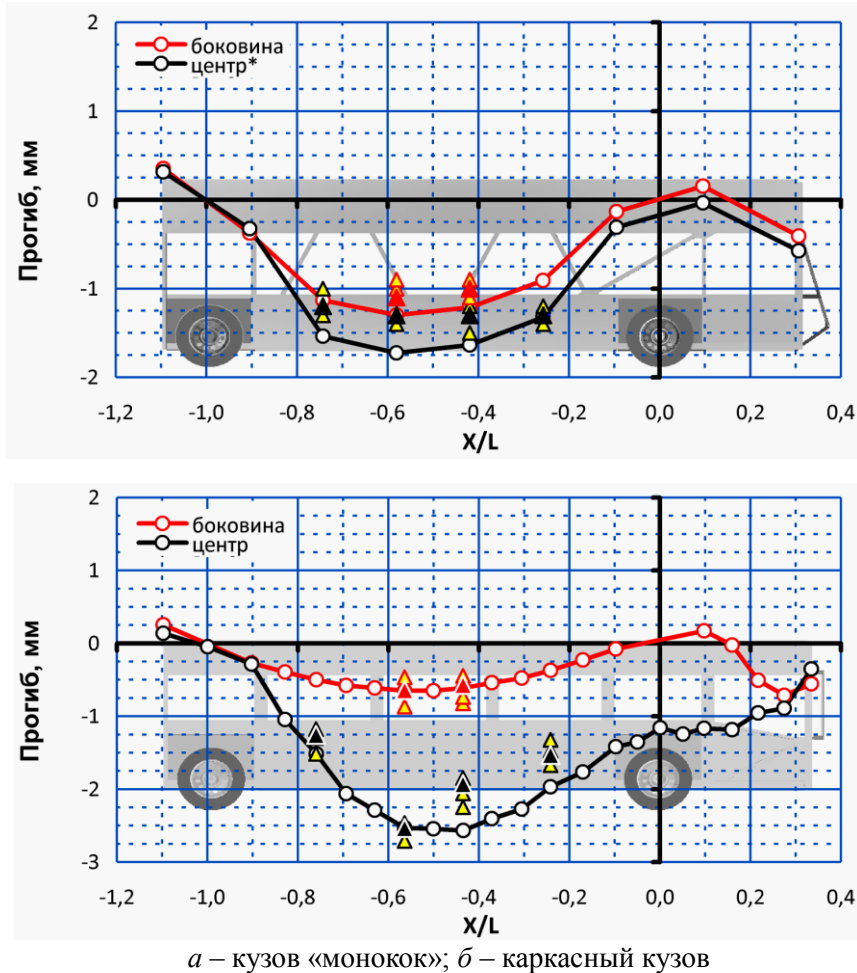 2
1
0
-1
-2
Прогиб, мм
боковина
центр*
-1,2 -1,0 -0,8 -0,6 -0,4 -0,2 0,0 0,2 0,4
X/L
2
1
0
-1
-2
-3
Прогиб, мм
боковина
центр
-1,2 -1,0 -0,8 -0,6 -0,4 -0,2 0,0 0,2 0,4
X/L
а – кузов «монокок»; б – каркасный кузов